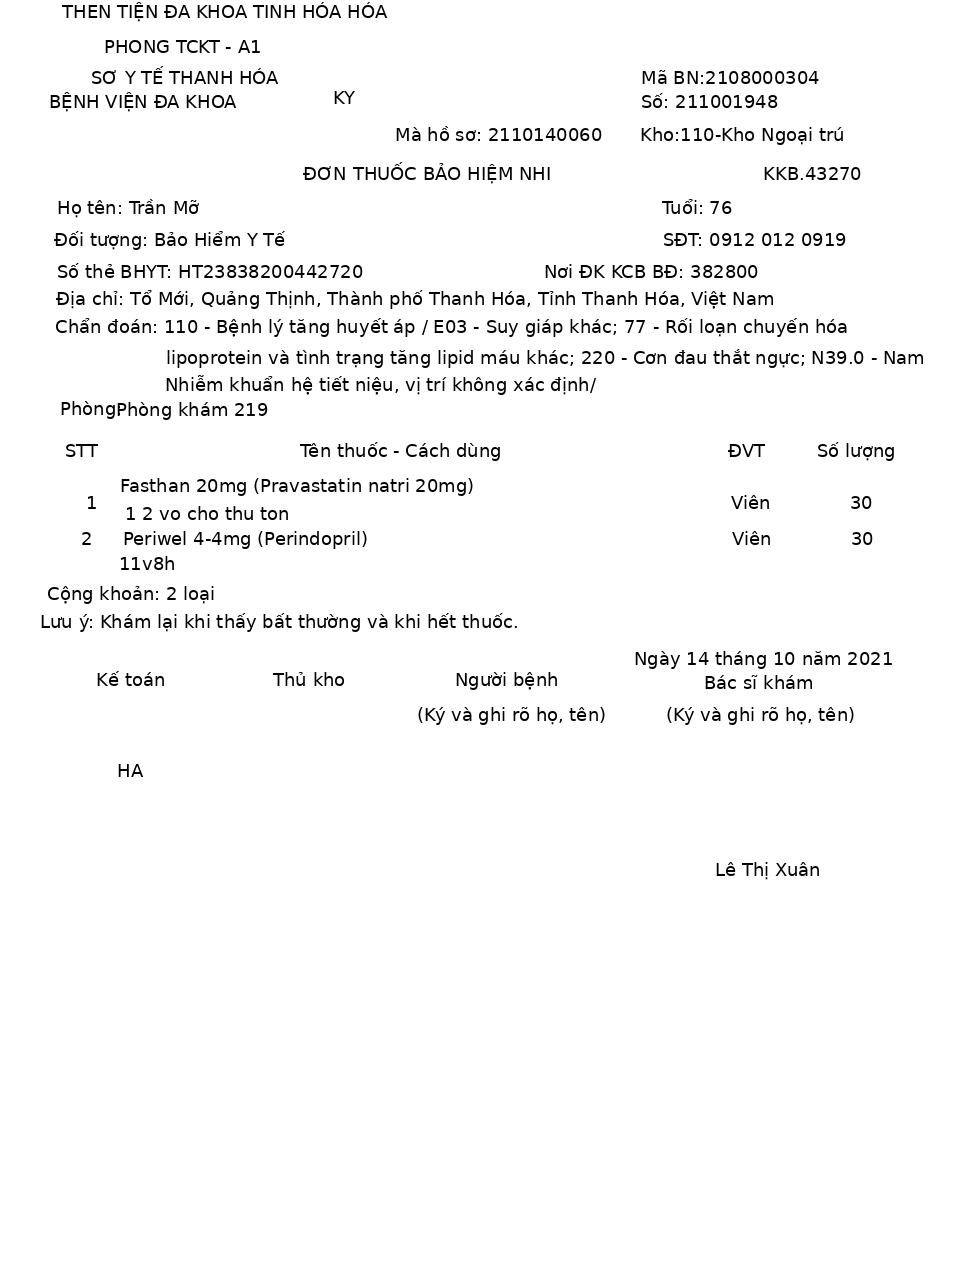 THEN TIỆN ĐA KHOA TINH HÓA HÓA
PHONG TCKT - A1
SƠ Y TẾ THANH HÓA
Mã BN:2108000304
BỆNH VIỆN ĐA KHOA
KY
Số: 211001948
Mà hồ sơ: 2110140060
Kho:110-Kho Ngoại trú
ĐƠN THUỐC BẢO HIỆM NHI
KKB.43270
Họ tên: Trần Mỡ
Tuổi: 76
Đối tượng: Bảo Hiểm Y Tế
SĐT: 0912 012 0919
Số thẻ BHYT: HT23838200442720
Nơi ĐK KCB BĐ: 382800
Địa chỉ: Tổ Mới, Quảng Thịnh, Thành phố Thanh Hóa, Tỉnh Thanh Hóa, Việt Nam
Chẩn đoán: 110 - Bệnh lý tăng huyết áp / E03 - Suy giáp khác; 77 - Rối loạn chuyến hóa
lipoprotein và tình trạng tăng lipid máu khác; 220 - Cơn đau thắt ngực; N39.0 - Nam
Nhiễm khuẩn hệ tiết niệu, vị trí không xác định/
Phòng
Phòng khám 219
STT
Tên thuốc - Cách dùng
ĐVT
Số lượng
1
Fasthan 20mg (Pravastatin natri 20mg)
Viên
30
1 2 vo cho thu ton
2
Periwel 4-4mg (Perindopril)
Viên
30
11v8h
Cộng khoản: 2 loại
Lưu ý: Khám lại khi thấy bất thường và khi hết thuốc.
Ngày 14 tháng 10 năm 2021
Kế toán
Thủ kho
Người bệnh
Bác sĩ khám
(Ký và ghi rõ họ, tên)
(Ký và ghi rõ họ, tên)
HA
Lê Thị Xuân